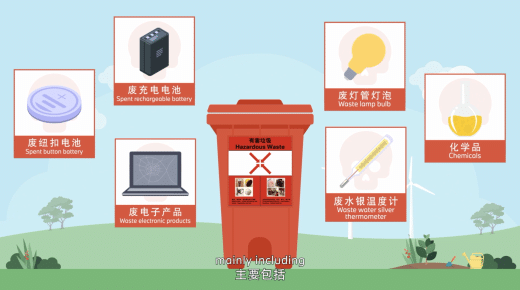 废充电电池
Spent rechargeable battery
废灯管灯泡
Waste lamp bulb
废纽扣电池
Spent button battery
化学品
Chemicals
有害垃圾
Hazardous Waste
废电子产品
Waste electronic products
废水银温度计
Waste water silver
thermometer
mainly including
主要包括